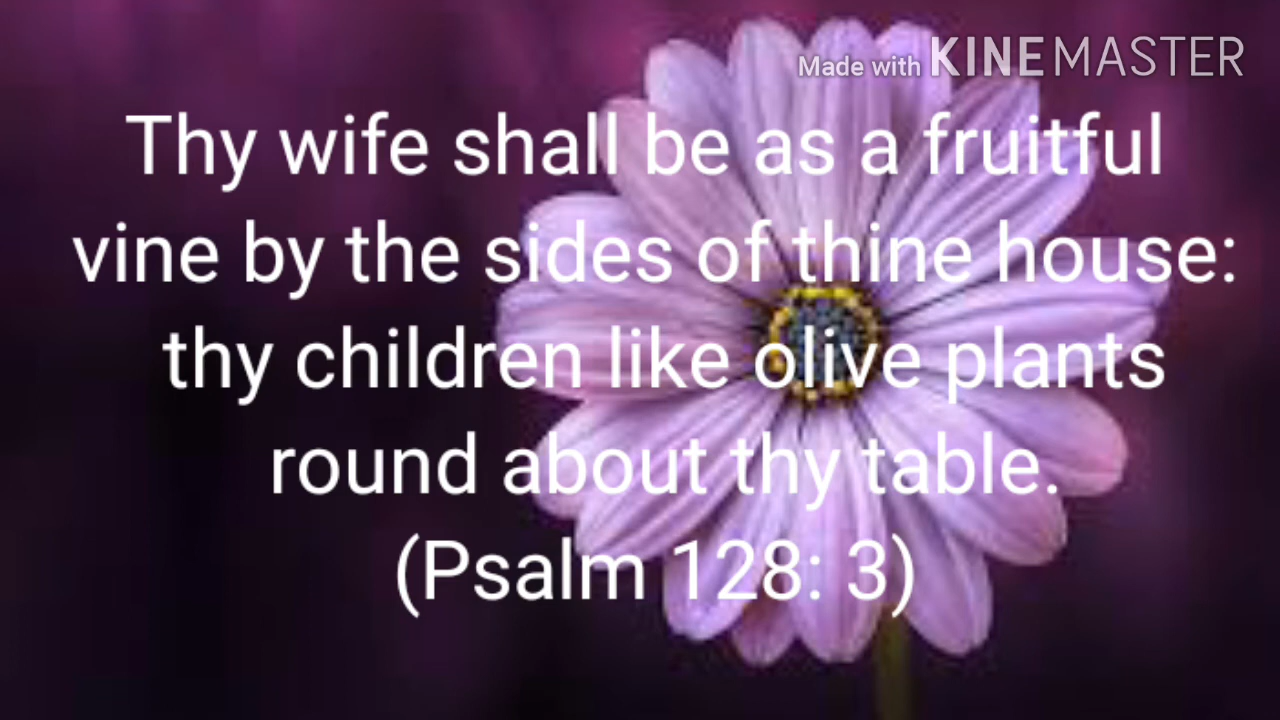 Made with KINEMASTER
Thy wife shall be as a fruitful
vine by the sides of thine house:
thy children like olive plants
round about thy table.
(Psalm 128: 3)